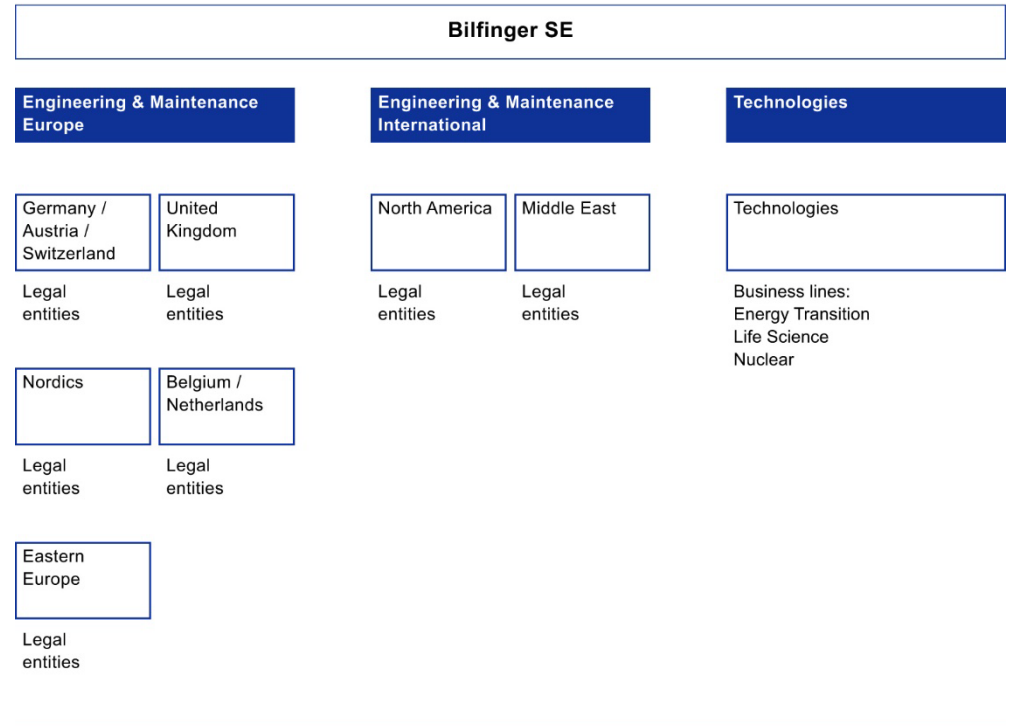 Bilfinger SE
Engineering & Maintenance
Europe
Engineering & Maintenance
International
Technologies
Germany /
Austria /
Switzerland
United
Kingdom
North America
Middle East
Technologies
Legal
entities
Legal
entities
Legal
entities
Legal
entities
Business lines:
Energy Transition
Life Science
Nuclear
Nordics
Belgium /
Netherlands
Legal
entities
Legal
entities
Eastern
Europe
Legal
entities